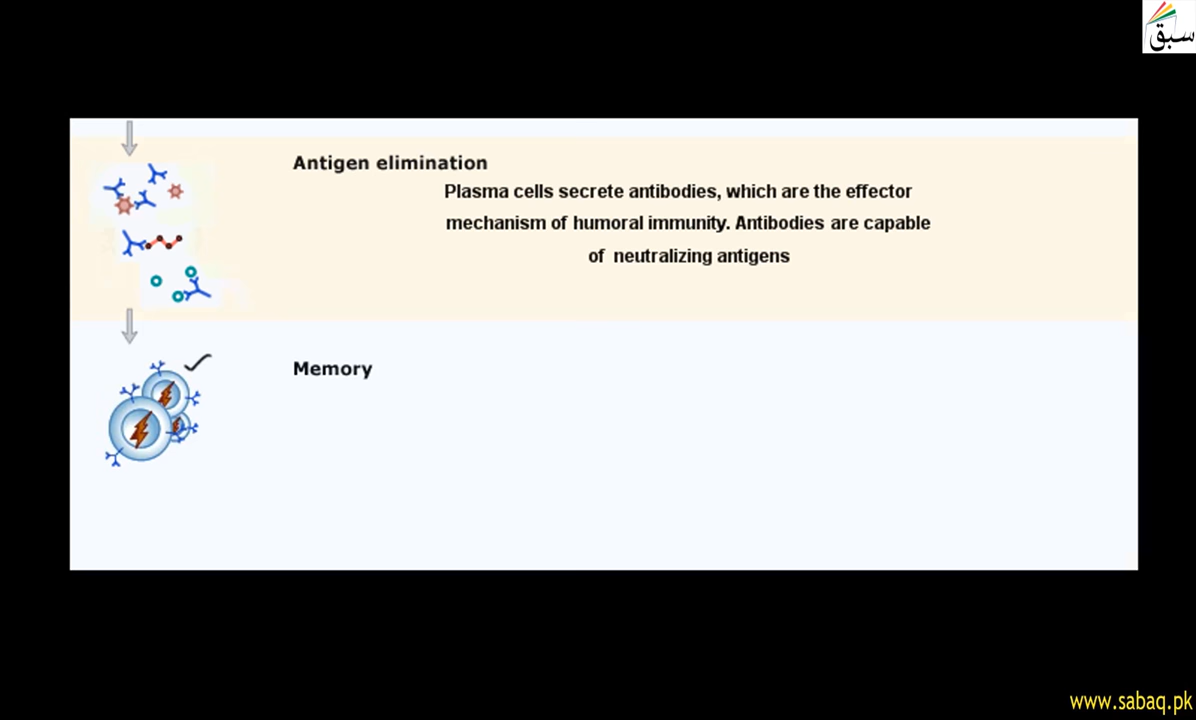 سبق
Antigen elimination
Plasma cells secrete antibodies, which are the effector
mechanism of humoral immunity. Antibodies are capable
of neutralizing antigens
Memory
www.sabaq.pk